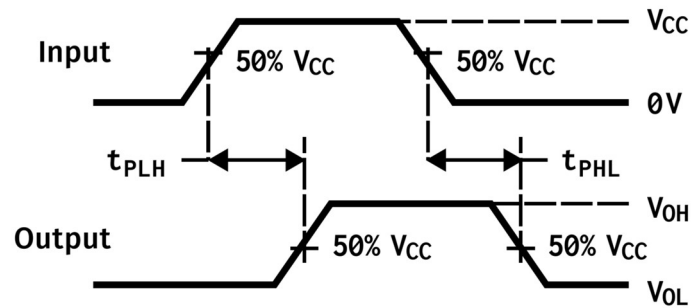 VCC
Input
50% VCC
50% VCC
0V
tPLH
tPHL
VOH
Output
50% VCC
50% VCC
VOL